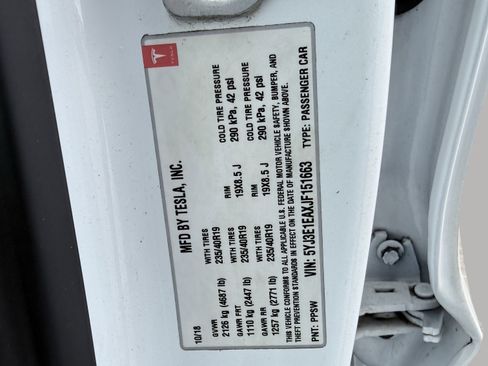 TESLA
MFD BY TESLA, INC.
10/18
GVWR WITH TIRES RIM COLD TIRE PRESSURE
2126 kg (4687 lb) 235/40R19 19X8.5 J 290 kPa, 42 psi
GAWR FRT WITH TIRES RIM COLD TIRE PRESSURE
1110 kg (2447 lb) 235/40R19 19X8.5 J 290 kPa, 42 psi
GAWR RR WITH TIRES
1257 kg (2771 lb) 235/40R19
THIS VEHICLE CONFORMS TO ALL APPLICABLE U.S. FEDERAL MOTOR VEHICLE SAFETY, BUMPER, AND
THEFT PREVENTION STANDARDS IN EFFECT ON THE DATE OF MANUFACTURE SHOWN ABOVE.
VIN: 5YJ3E1EAXJF151663
PNT: PPSW TYPE: PASSENGER CAR